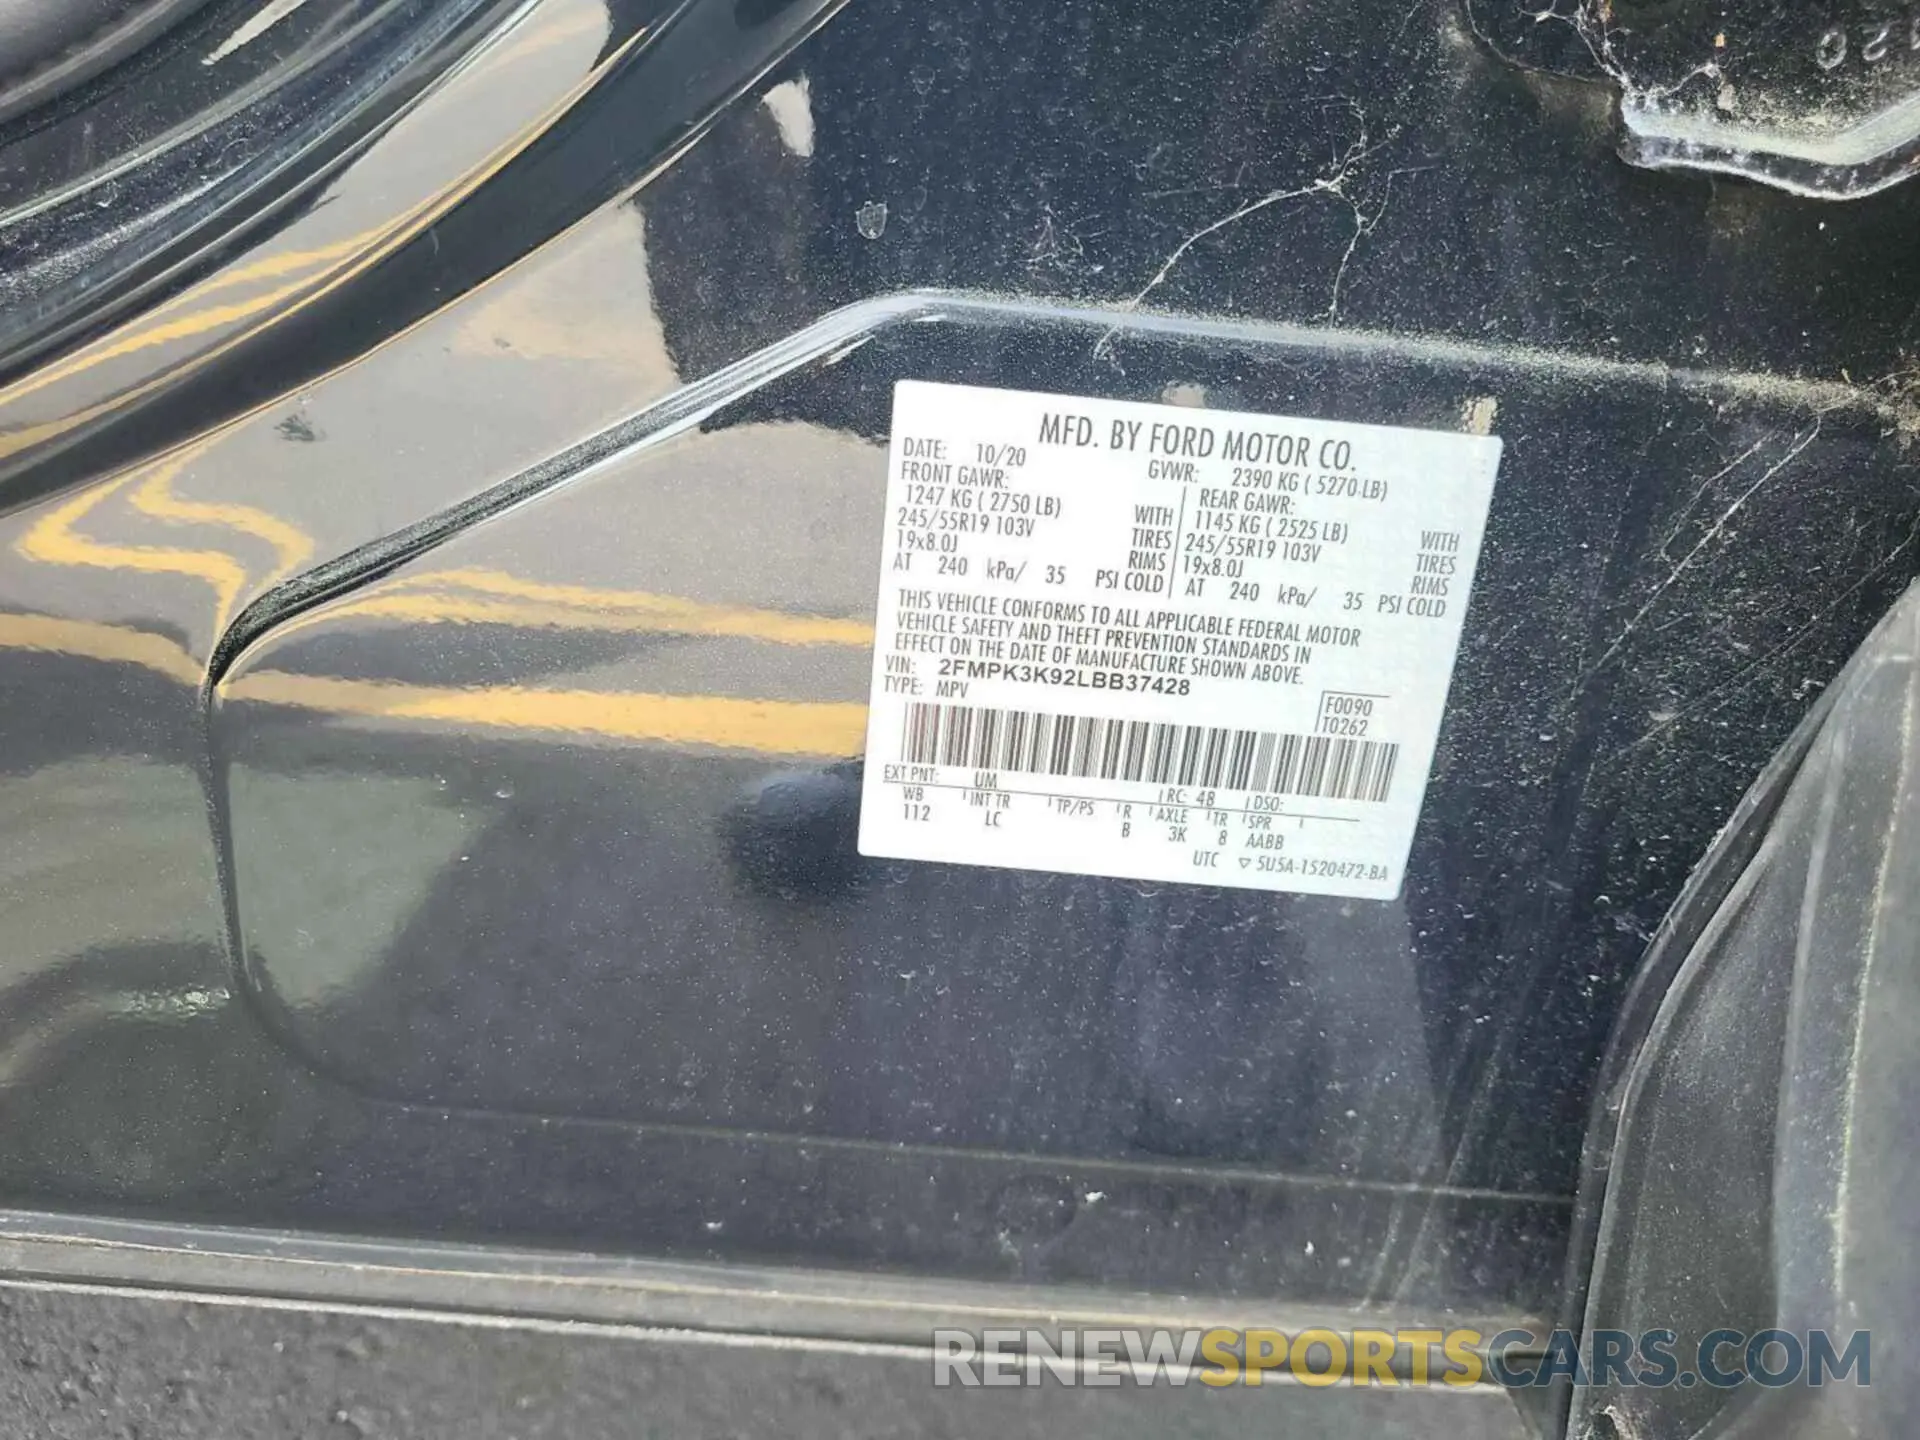 MFD. BY FORD MOTOR CO.
DATE: 10/20 GVWR: 2390 KG ( 5270 LB)
FRONT GAWR: REAR GAWR:
1247 KG ( 2750 LB) WITH 1145 KG ( 2525 LB) WITH
245/55R19 103V TIRES 245/55R19 103V TIRES
19x8.0J RIMS 19x8.0J RIMS
AT 240 kPa/ 35 PSI COLD AT 240 kPa/ 35 PSI COLD
THIS VEHICLE CONFORMS TO ALL APPLICABLE FEDERAL MOTOR
VEHICLE SAFETY AND THEFT PREVENTION STANDARDS IN
EFFECT ON THE DATE OF MANUFACTURE SHOWN ABOVE.
VIN: 2FMPK3K92LBB37428
TYPE: MPV
F0090
T0262
EXT PNT: UM RC: 48 DSO:
WB INT TR TP/PS R AXLE TR SPR
112 LC B 3K 8 AABB
UTC ▽ 5U5A-1520472-BA
RENEWSPORTSCARS.COM